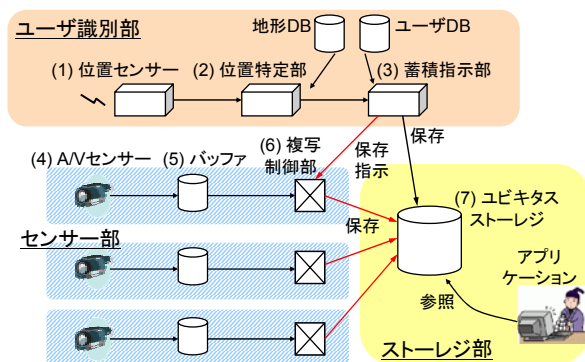 ユーザ識別部
地形DB
ユーザDB
(1) 位置センサー
(2) 位置特定部
(3) 蓄積指示部
(4) A/Vセンサー
(5) バッファ
(6) 複写
制御部
保存
指示
保存
保存
(7) ユビキタス
ストーレジ
センサー部
アプリ
ケーション
参照
ストーレジ部